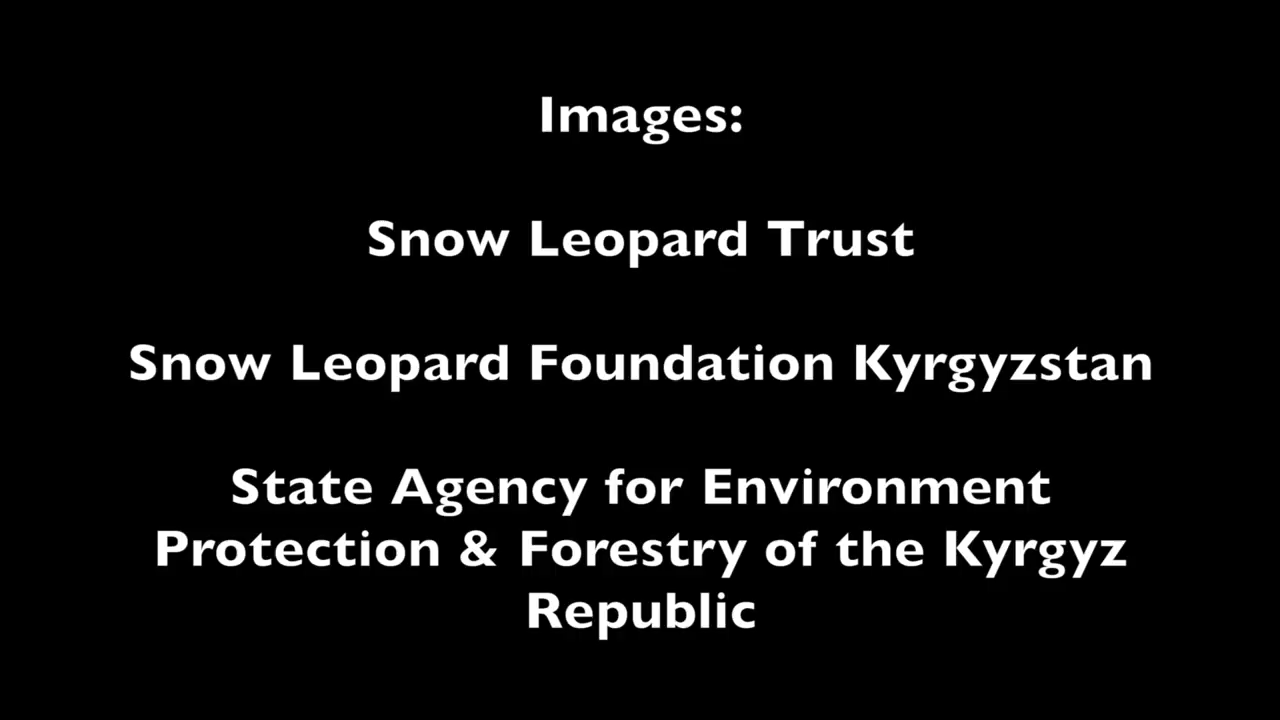 Images:
Snow Leopard Trust
Snow Leopard Foundation Kyrgyzstan
State Agency for Environment
Protection & Forestry of the Kyrgyz
Republic